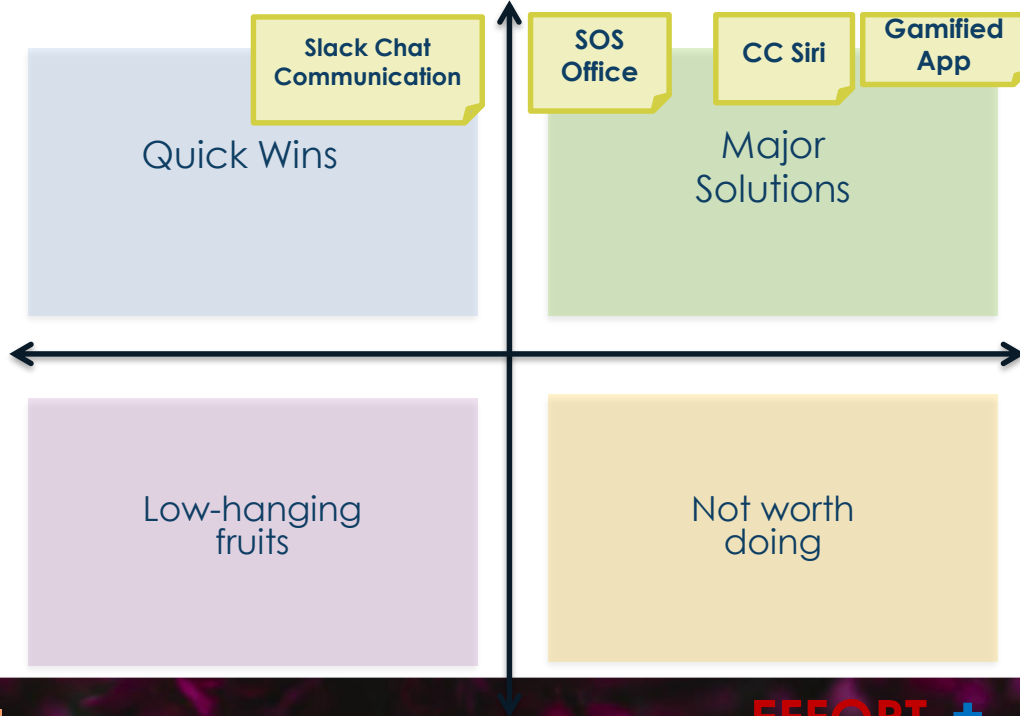 Slack Chat
Communication
SOS
Office
CC Siri
Gamified
App
Quick Wins
Major
Solutions
Low-hanging
fruits
Not worth
doing
EFFORT +